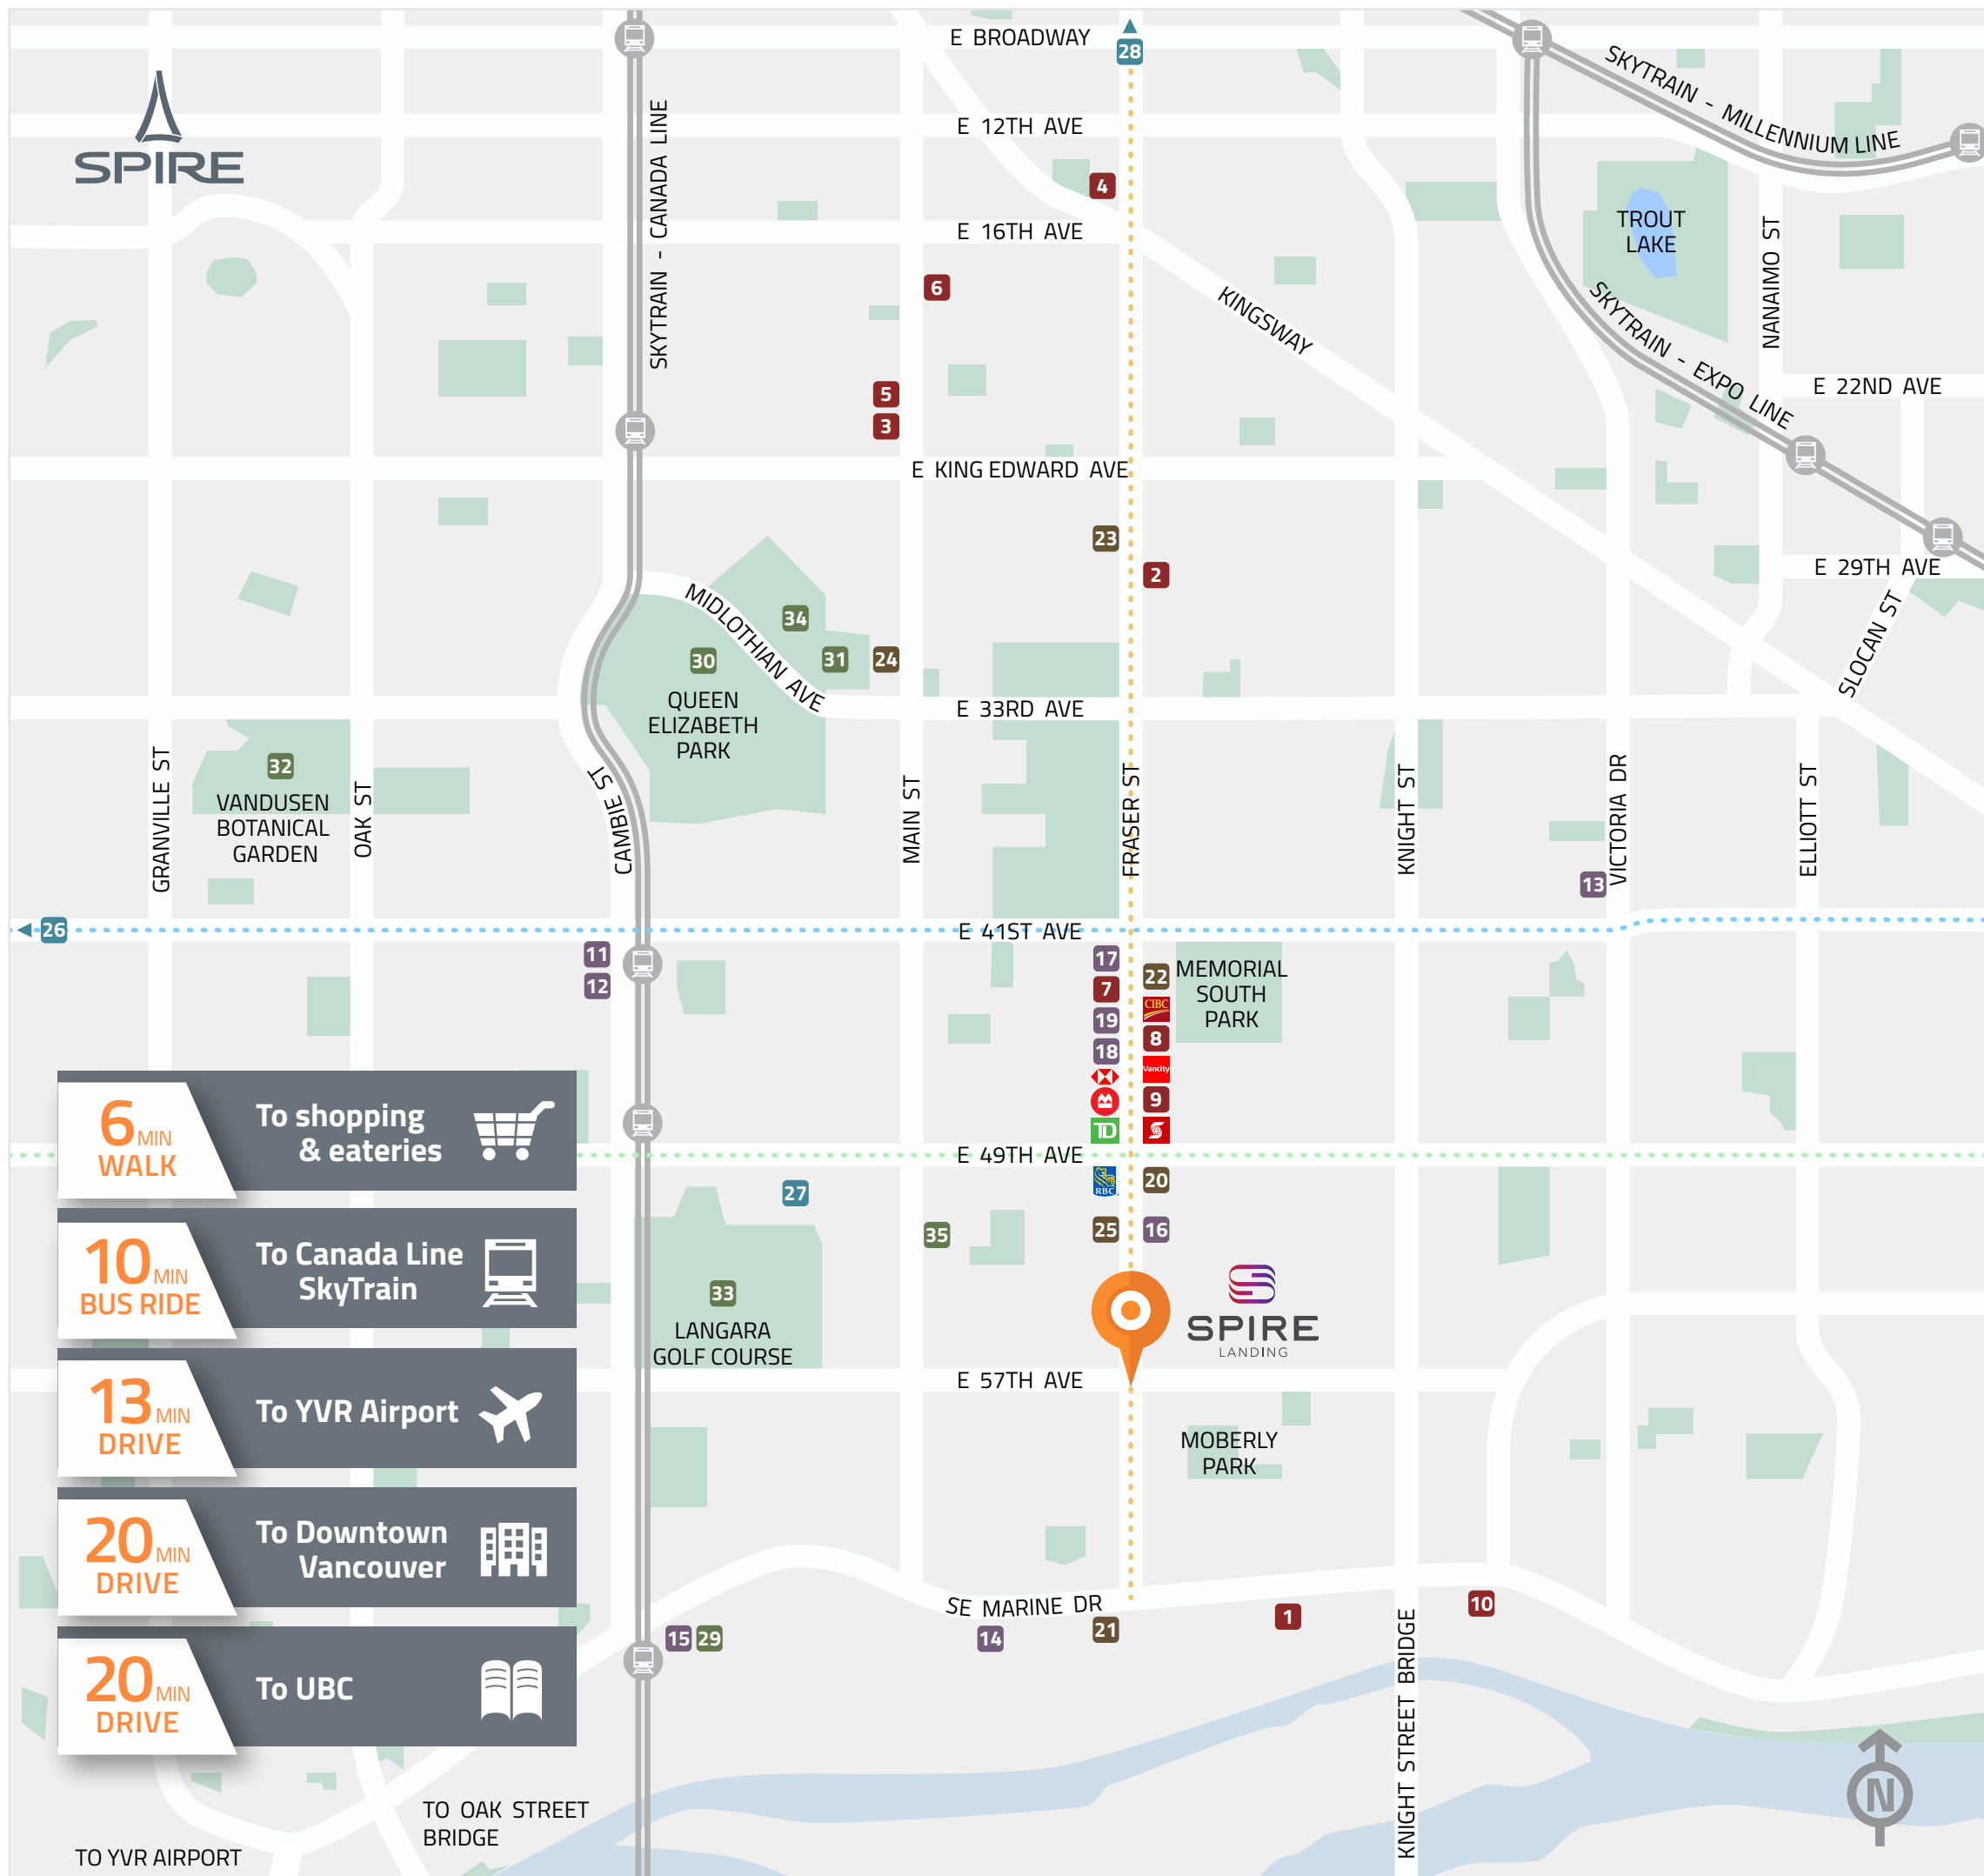 E BROADWAY
28
SKYTRAIN - MILLENNIUM LINE
SPIRE
SKYTRAIN - CANADA LINE
E 12TH AVE
4
E 16TH AVE
TROUT
LAKE
NANAIMO ST
6
KINGSWAY
SKYTRAIN - EXPO LINE
5
3
E 22ND AVE
E KING EDWARD AVE
23
2
E 29TH AVE
SLOCAN ST
MIDLOTHIAN AVE
34
30
31
24
QUEEN
ELIZABETH
PARK
E 33RD AVE
32
VANDUSEN
BOTANICAL
GARDEN
GRANVILLE ST
OAK ST
CAMBIE ST
MAIN ST
FRASER ST
KNIGHT ST
VICTORIA DR
ELLIOTT ST
13
26
E 41ST AVE
11
12
17
7
19
18
22
CIBC
8
Vancity
9
MEMORIAL
SOUTH
PARK
TD
E 49TH AVE
RBC
20
27
35
25
16
33
LANGARA
GOLF COURSE
SPIRE
LANDING
E 57TH AVE
MOBERLY
PARK
6 MIN
WALK
To shopping
& eateries
10 MIN
BUS RIDE
To Canada Line
SkyTrain
13 MIN
DRIVE
To YVR Airport
20 MIN
DRIVE
To Downtown
Vancouver
20 MIN
DRIVE
To UBC
SE MARINE DR
15
29
14
21
1
10
KNIGHT STREET BRIDGE
TO OAK STREET
BRIDGE
TO YVR AIRPORT
N